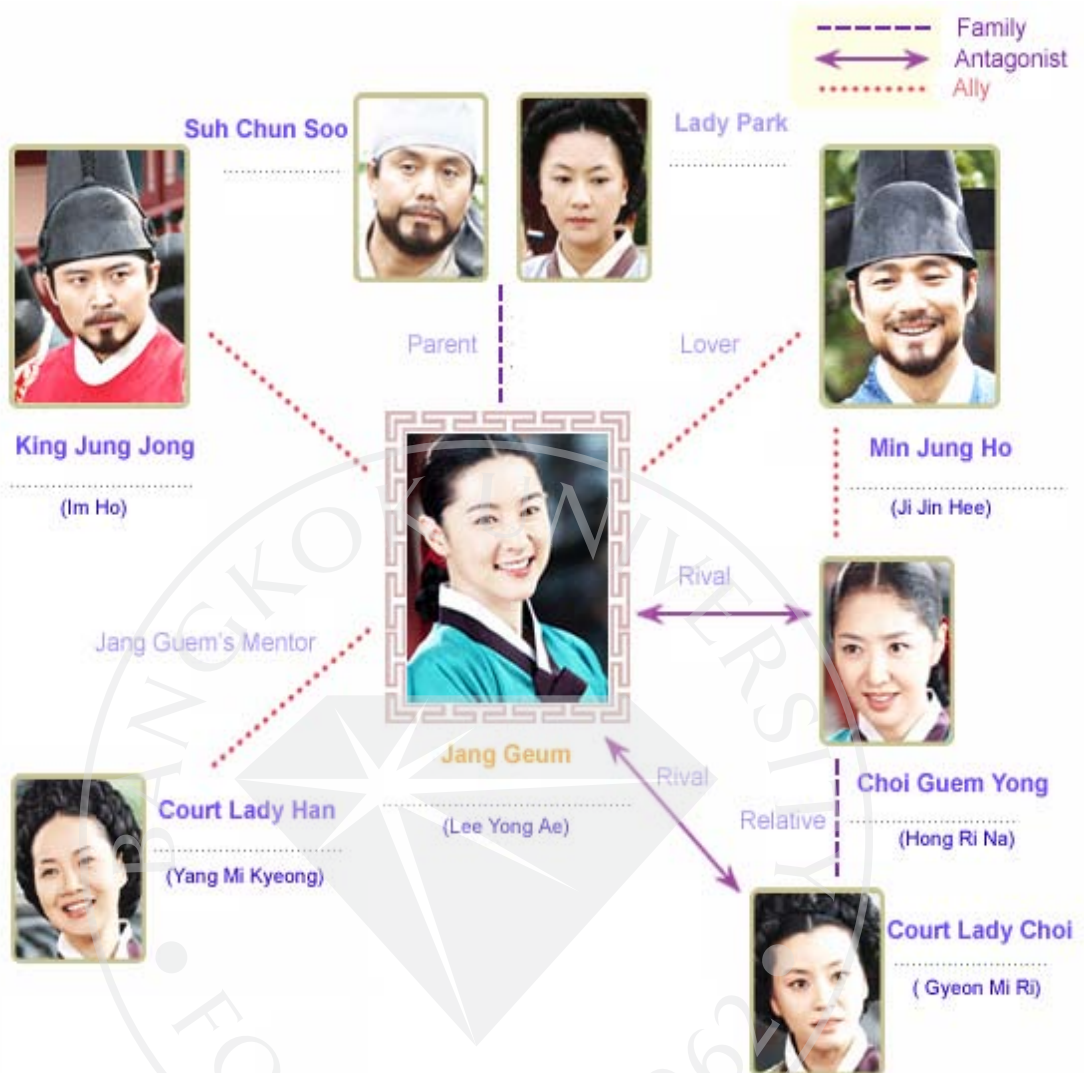 Family
Antagonist
Ally
Suh Chun Soo
Lady Park
Parent
Lover
King Jung Jong
(Im Ho)
Min Jung Ho
(Ji Jin Hee)
Rival
Jang Guem's Mentor
Jang Geum
(Lee Yong Ae)
Rival
Relative
Choi Guem Yong
(Hong Ri Na)
Court Lady Han
(Yang Mi Kyeong)
Court Lady Choi
( Gyeon Mi Ri)
BANGKOK UNIVERSITY